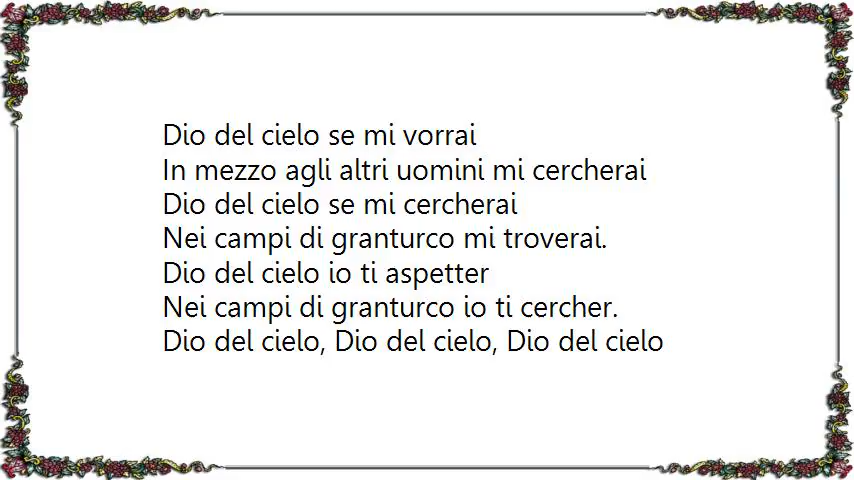 Dio del cielo se mi vorrai
In mezzo agli altri uomini mi cercherai
Dio del cielo se mi cercherai
Nei campi di granturco mi troverai.
Dio del cielo io ti aspetter
Nei campi di granturco io ti cercher.
Dio del cielo, Dio del cielo, Dio del cielo